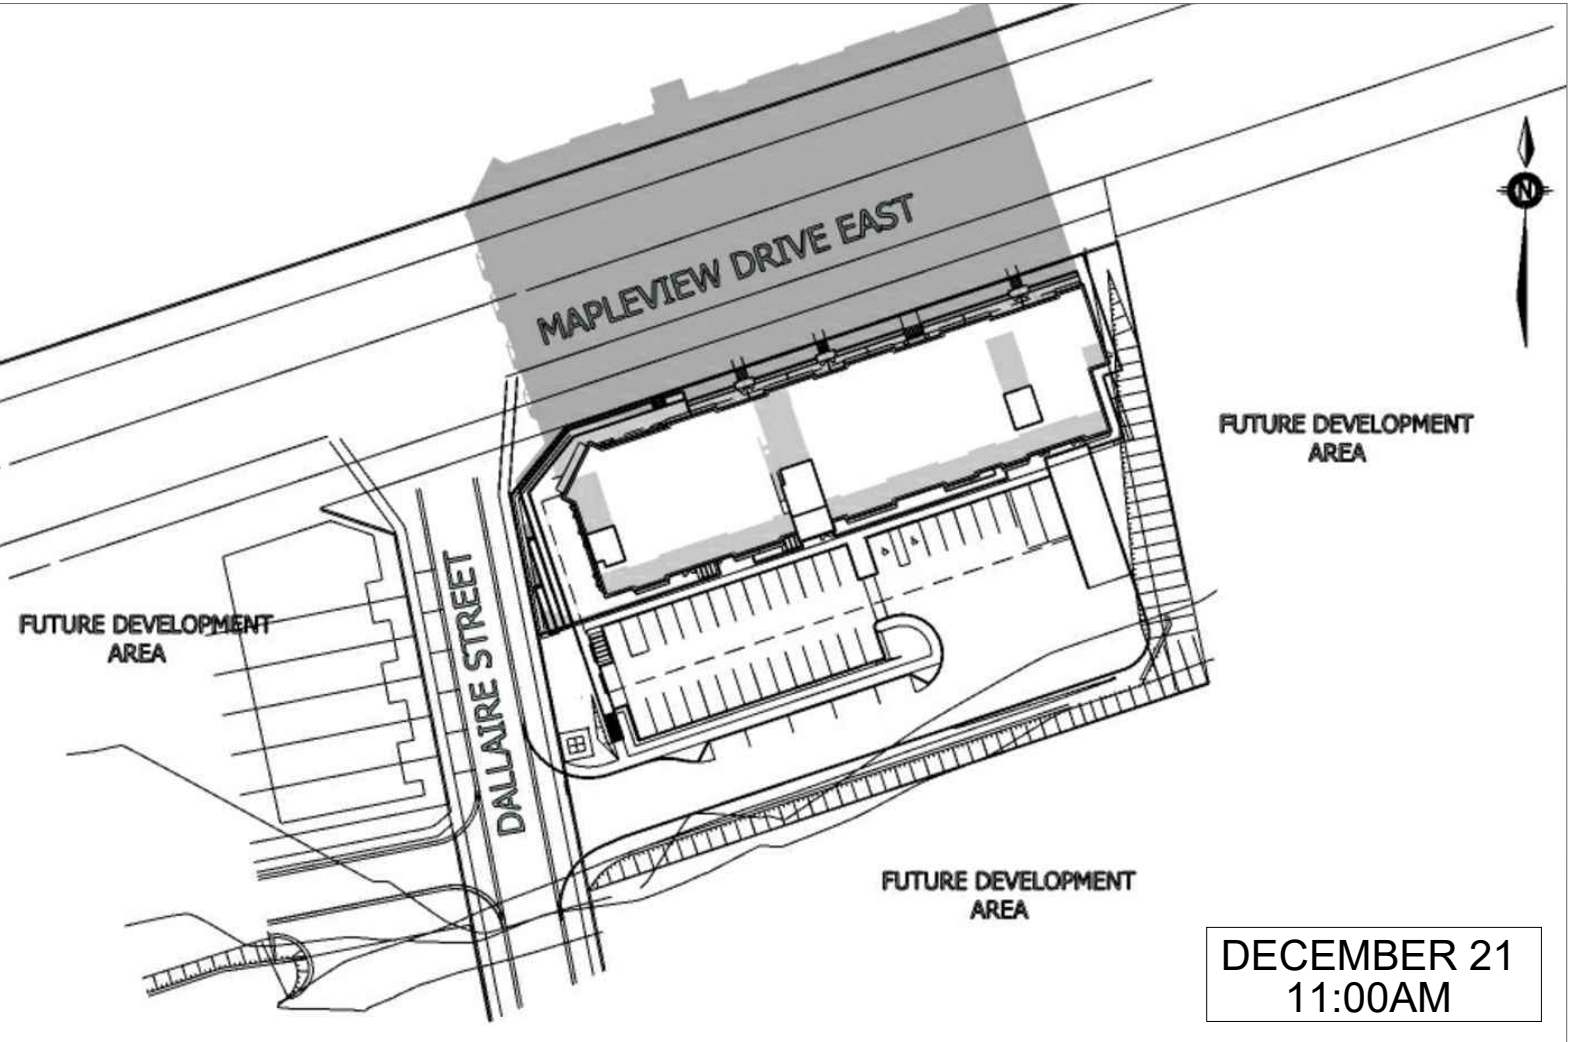 MAPLEVIEW DRIVE EAST
N
FUTURE DEVELOPMENT
AREA
FUTURE DEVELOPMENT
AREA
DALLAIRE STREET
FUTURE DEVELOPMENT
AREA
DECEMBER 21
11:00AM